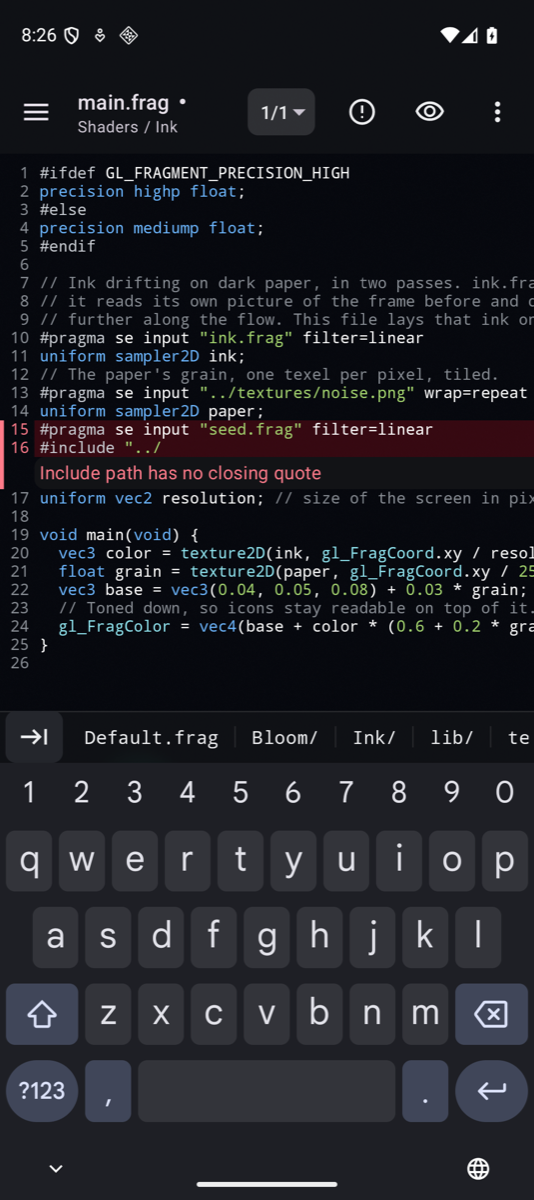 8:26
main.frag •
Shaders / Ink
1/1
1 #ifdef GL_FRAGMENT_PRECISION_HIGH
2 precision highp float;
3 #else
4 precision mediump float;
5 #endif
6
7 // Ink drifting on dark paper, in two passes. ink.fra
8 // it reads its own picture of the frame before and
9 // further along the flow. This file lays that ink on
10 #pragma se input "ink.frag" filter=linear
11 uniform sampler2D ink;
12 // The paper's grain, one texel per pixel, tiled.
13 #pragma se input "../textures/noise.png" wrap=repeat
14 uniform sampler2D paper;
15 #pragma se input "seed.frag" filter=linear
16 #include "../
Include path has no closing quote
17 uniform vec2 resolution; // size of the screen in pix
18
19 void main(void) {
20 vec3 color = texture2D(ink, gl_FragCoord.xy / resol
21 float grain = texture2D(paper, gl_FragCoord.xy / 25
22 vec3 base = vec3(0.04, 0.05, 0.08) + 0.03 * grain;
23 // Toned down, so icons stay readable on top of it.
24 gl_FragColor = vec4(base + color * (0.6 + 0.2 * gra
25 }
26
Default.frag Bloom/ Ink/ lib/ te
1 2 3 4 5 6 7 8 9 0
q w e r t y u i o p
a s d f g h j k l
z x c v b n m
?123 , .